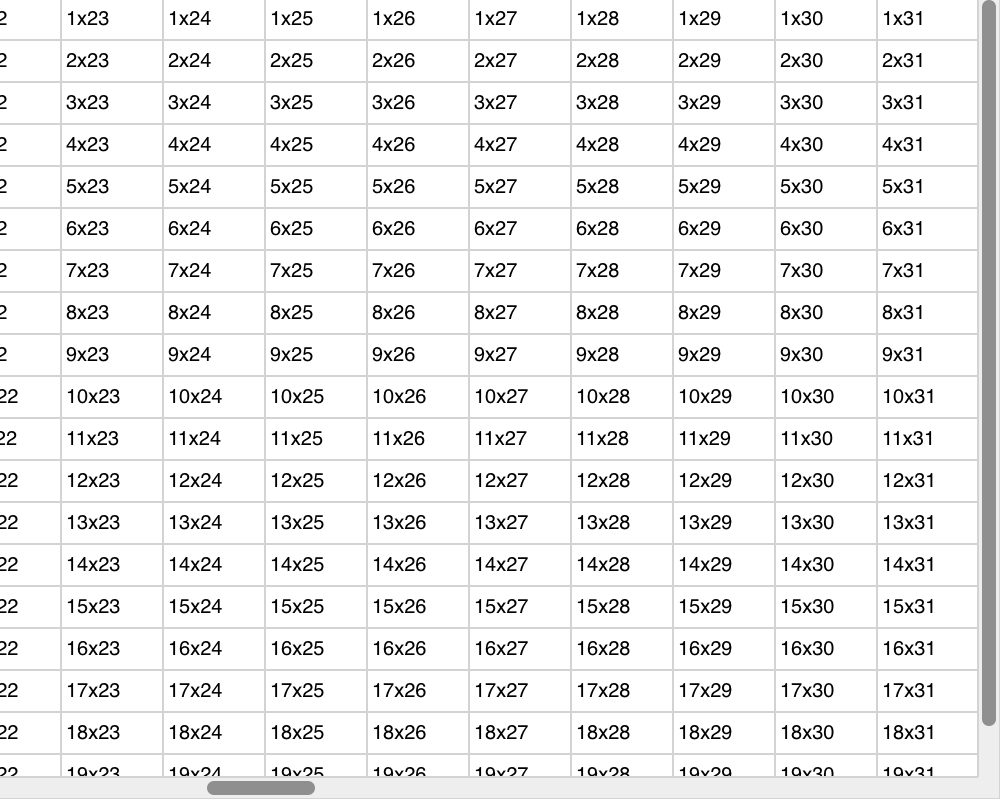 2 1x23 1x24 1x25 1x26 1x27 1x28 1x29 1x30 1x31
2 2x23 2x24 2x25 2x26 2x27 2x28 2x29 2x30 2x31
2 3x23 3x24 3x25 3x26 3x27 3x28 3x29 3x30 3x31
2 4x23 4x24 4x25 4x26 4x27 4x28 4x29 4x30 4x31
2 5x23 5x24 5x25 5x26 5x27 5x28 5x29 5x30 5x31
2 6x23 6x24 6x25 6x26 6x27 6x28 6x29 6x30 6x31
2 7x23 7x24 7x25 7x26 7x27 7x28 7x29 7x30 7x31
2 8x23 8x24 8x25 8x26 8x27 8x28 8x29 8x30 8x31
2 9x23 9x24 9x25 9x26 9x27 9x28 9x29 9x30 9x31
22 10x23 10x24 10x25 10x26 10x27 10x28 10x29 10x30 10x31
22 11x23 11x24 11x25 11x26 11x27 11x28 11x29 11x30 11x31
22 12x23 12x24 12x25 12x26 12x27 12x28 12x29 12x30 12x31
22 13x23 13x24 13x25 13x26 13x27 13x28 13x29 13x30 13x31
22 14x23 14x24 14x25 14x26 14x27 14x28 14x29 14x30 14x31
22 15x23 15x24 15x25 15x26 15x27 15x28 15x29 15x30 15x31
22 16x23 16x24 16x25 16x26 16x27 16x28 16x29 16x30 16x31
22 17x23 17x24 17x25 17x26 17x27 17x28 17x29 17x30 17x31
22 18x23 18x24 18x25 18x26 18x27 18x28 18x29 18x30 18x31
22 19x23 19x24 19x25 19x26 19x27 19x28 19x29 19x30 19x31